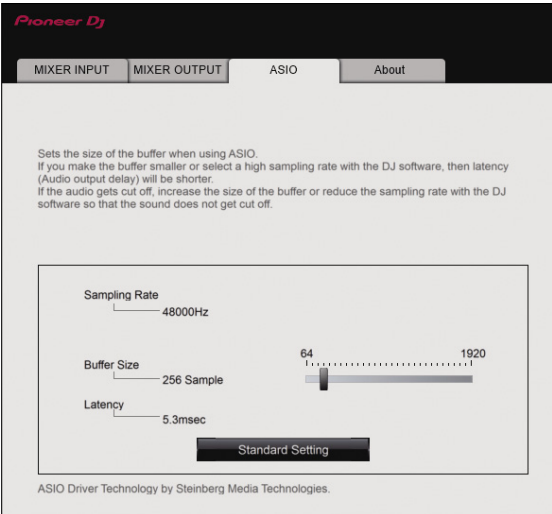 Pioneer Dj
MIXER INPUT
MIXER OUTPUT
ASIO
About
Sets the size of the buffer when using ASIO.
If you make the buffer smaller or select a high sampling rate with the DJ software, then latency
(Audio output delay) will be shorter.
If the audio gets cut off, increase the size of the buffer or reduce the sampling rate with the DJ
software so that the sound does not get cut off.
Sampling Rate
48000Hz
64
1920
Buffer Size
256 Sample
Latency
5.3msec
Standard Setting
ASIO Driver Technology by Steinberg Media Technologies.